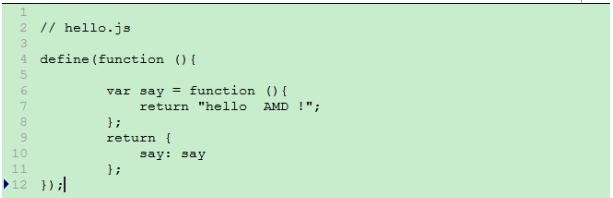 1
2 // hello.js
3
4 define(function (){
5
6 var say = function (){
7 return "hello  AMD !";
8 };
9 return {
10 say: say
11 };
12 });